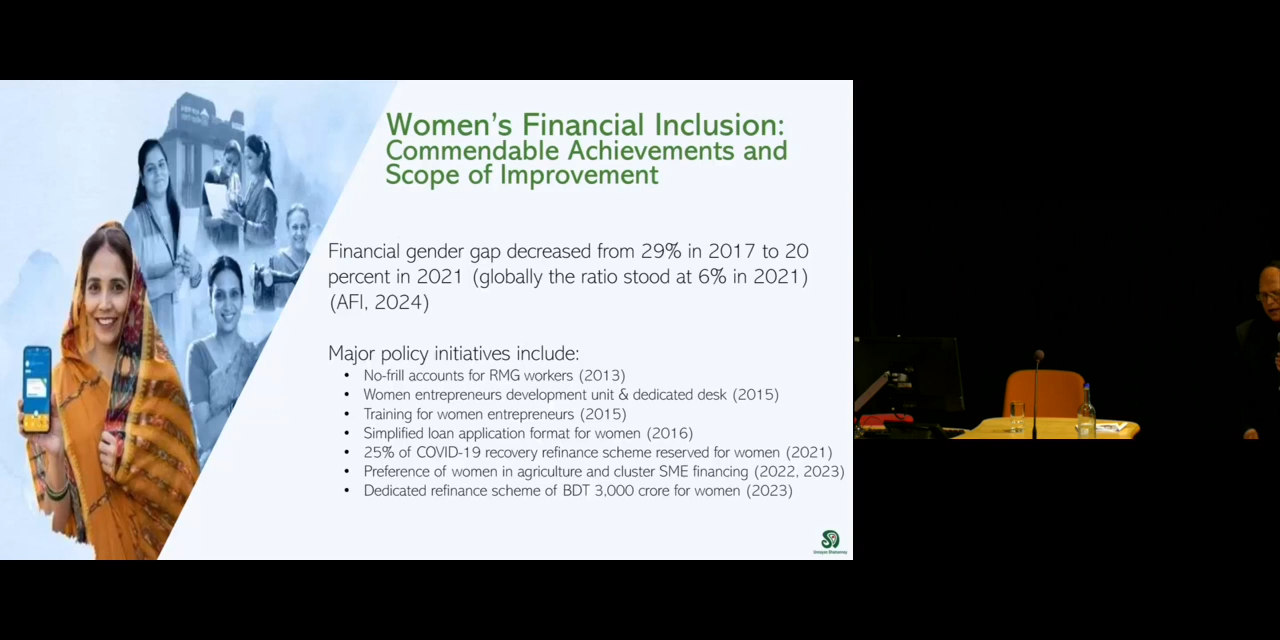 Women's Financial Inclusion:
Commendable Achievements and
Scope of Improvement
Financial gender gap decreased from 29% in 2017 to 20
percent in 2021 (globally the ratio stood at 6% in 2021)
(AFI, 2024)
Major policy initiatives include:
• No-frill accounts for RMG workers (2013)
• Women entrepreneurs development unit & dedicated desk (2015)
• Training for women entrepreneurs (2015)
• Simplified loan application format for women (2016)
• 25% of COVID-19 recovery refinance scheme reserved for women (2021)
• Preference of women in agriculture and cluster SME financing (2022, 2023)
• Dedicated refinance scheme of BDT 3,000 crore for women (2023)